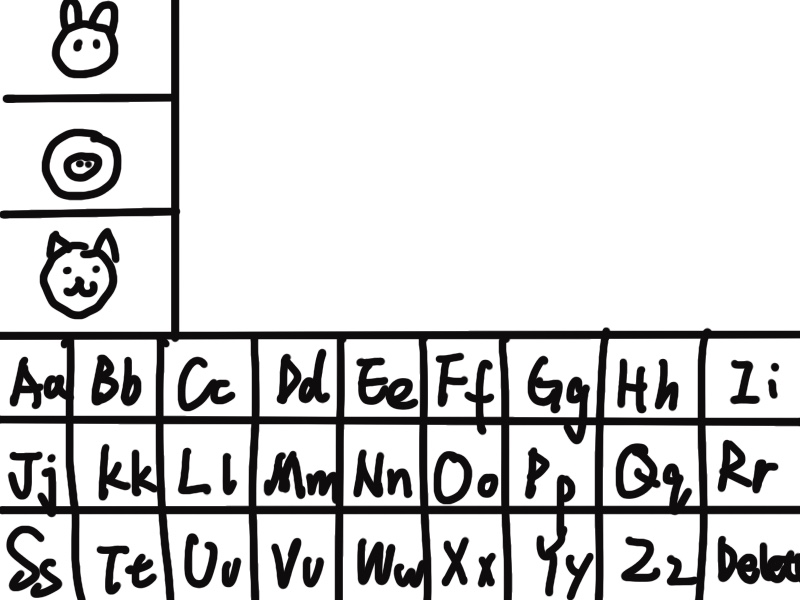 Aa Bb Cc Dd Ee Ff Gg Hh Ii
Jj Kk Ll Mm Nn Oo Pp Qq Rr
Ss Tt Uu Vv Ww Xx Yy Zz Delet